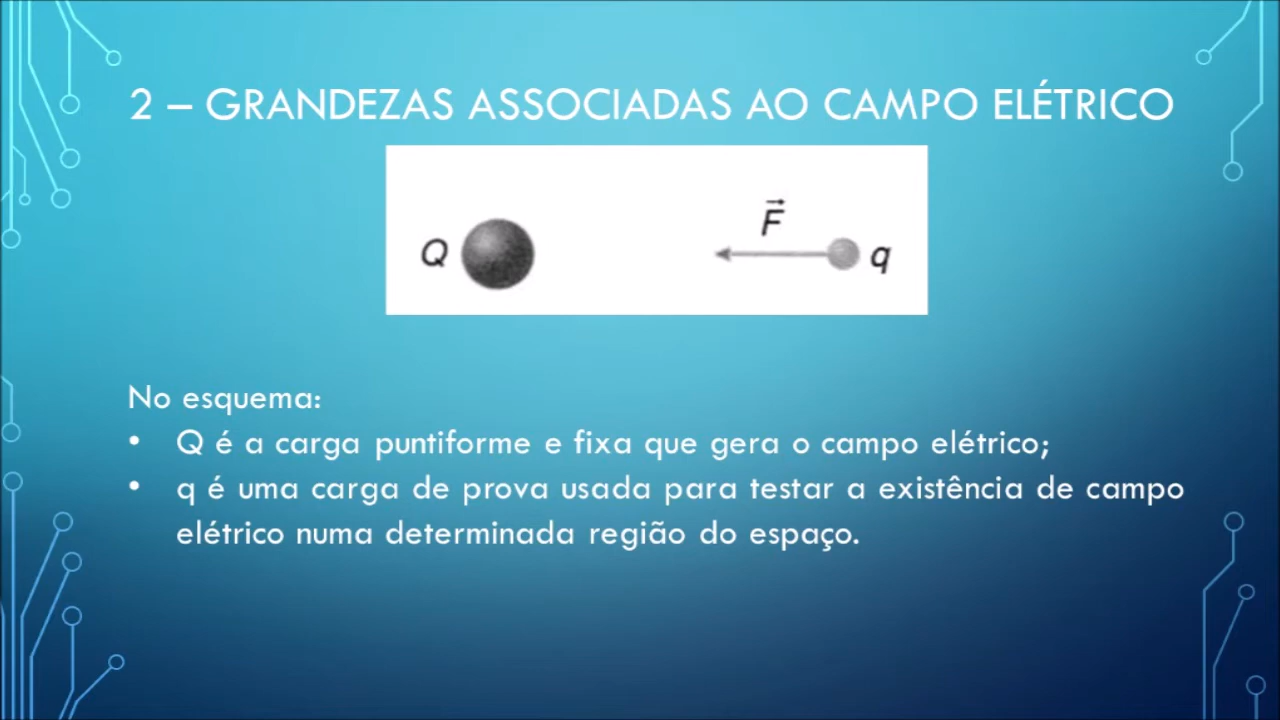 2 – GRANDEZAS ASSOCIADAS AO CAMPO ELÉTRICO
Q
F⃗
q
No esquema:
• Q é a carga puntiforme e fixa que gera o campo elétrico;
• q é uma carga de prova usada para testar a existência de campo
elétrico numa determinada região do espaço.